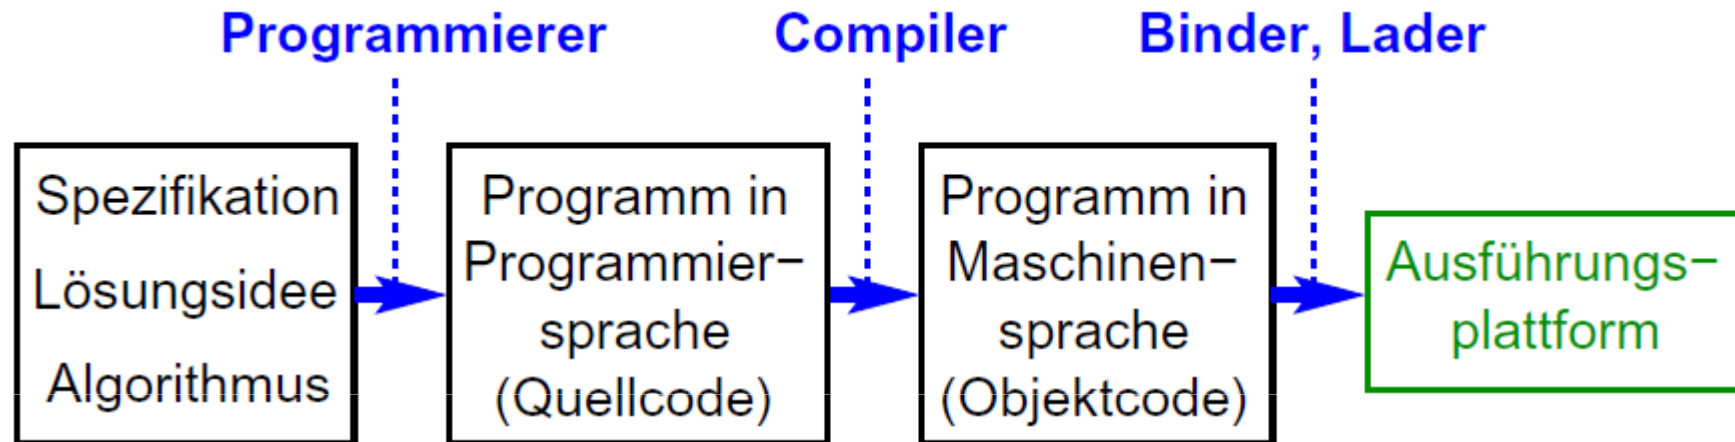 Programmierer
Compiler
Binder, Lader
Spezifikation
Lösungsidee
Algorithmus
Programm in
Programmier−
sprache
(Quellcode)
Programm in
Maschinen−
sprache
(Objektcode)
Ausführungs−
plattform